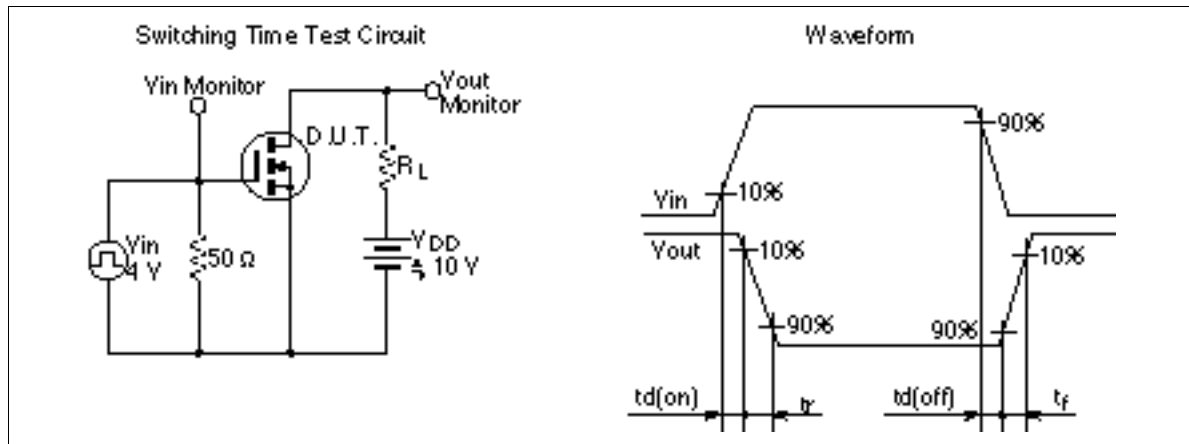 Switching Time Test Circuit
Vin Monitor
Vout
Monitor
D.U.T.
RL
Vin
4 V
50 Ω
VDD
≒ 10 V
Waveform
90%
Vin
10%
Vout
10%
10%
90%
90%
td(on)
tr
td(off)
tf